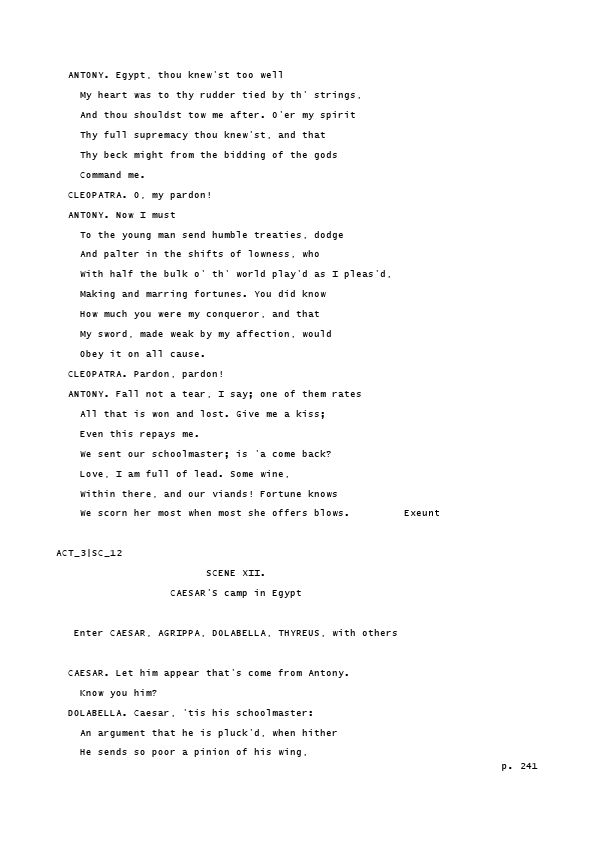 ANTONY. Egypt, thou knew'st too well
My heart was to thy rudder tied by th' strings,
And thou shouldst tow me after. O'er my spirit
Thy full supremacy thou knew'st, and that
Thy beck might from the bidding of the gods
Command me.
CLEOPATRA. O, my pardon!
ANTONY. Now I must
To the young man send humble treaties, dodge
And palter in the shifts of lowness, who
With half the bulk o' th' world play'd as I pleas'd,
Making and marring fortunes. You did know
How much you were my conqueror, and that
My sword, made weak by my affection, would
Obey it on all cause.
CLEOPATRA. Pardon, pardon!
ANTONY. Fall not a tear, I say; one of them rates
All that is won and lost. Give me a kiss;
Even this repays me.
We sent our schoolmaster; is 'a come back?
Love, I am full of lead. Some wine,
Within there, and our viands! Fortune knows
We scorn her most when most she offers blows. Exeunt
ACT_3|SC_12
SCENE XII.
CAESAR'S camp in Egypt
Enter CAESAR, AGRIPPA, DOLABELLA, THYREUS, with others
CAESAR. Let him appear that's come from Antony.
Know you him?
DOLABELLA. Caesar, 'tis his schoolmaster:
An argument that he is pluck'd, when hither
He sends so poor a pinion of his wing,
p. 241